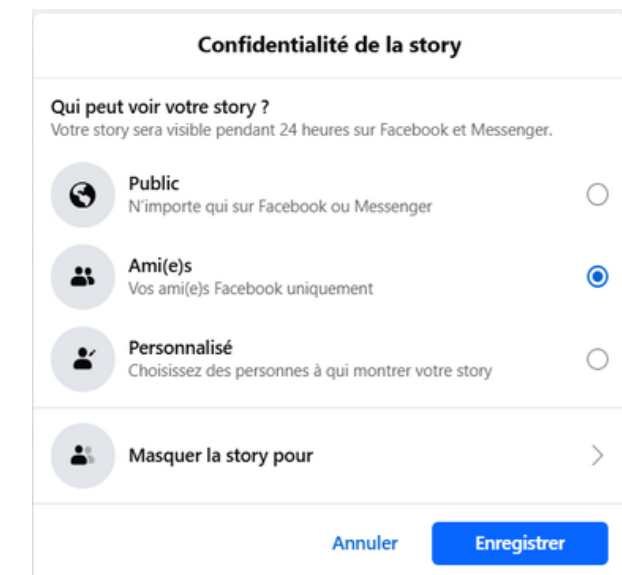 Confidentialité de la story
Qui peut voir votre story ?
Votre story sera visible pendant 24 heures sur Facebook et Messenger.
Public
N'importe qui sur Facebook ou Messenger
Ami(e)s
Vos ami(e)s Facebook uniquement
Personnalisé
Choisissez des personnes à qui montrer votre story
Masquer la story pour
Annuler
Enregistrer